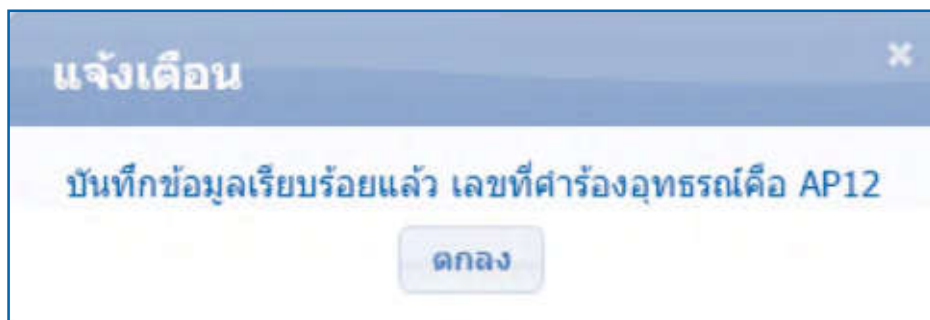 แจ้งเตือน
บันทึกข้อมูลเรียบร้อยแล้ว เลขที่คำร้องอุทธรณ์คือ AP12
ตกลง